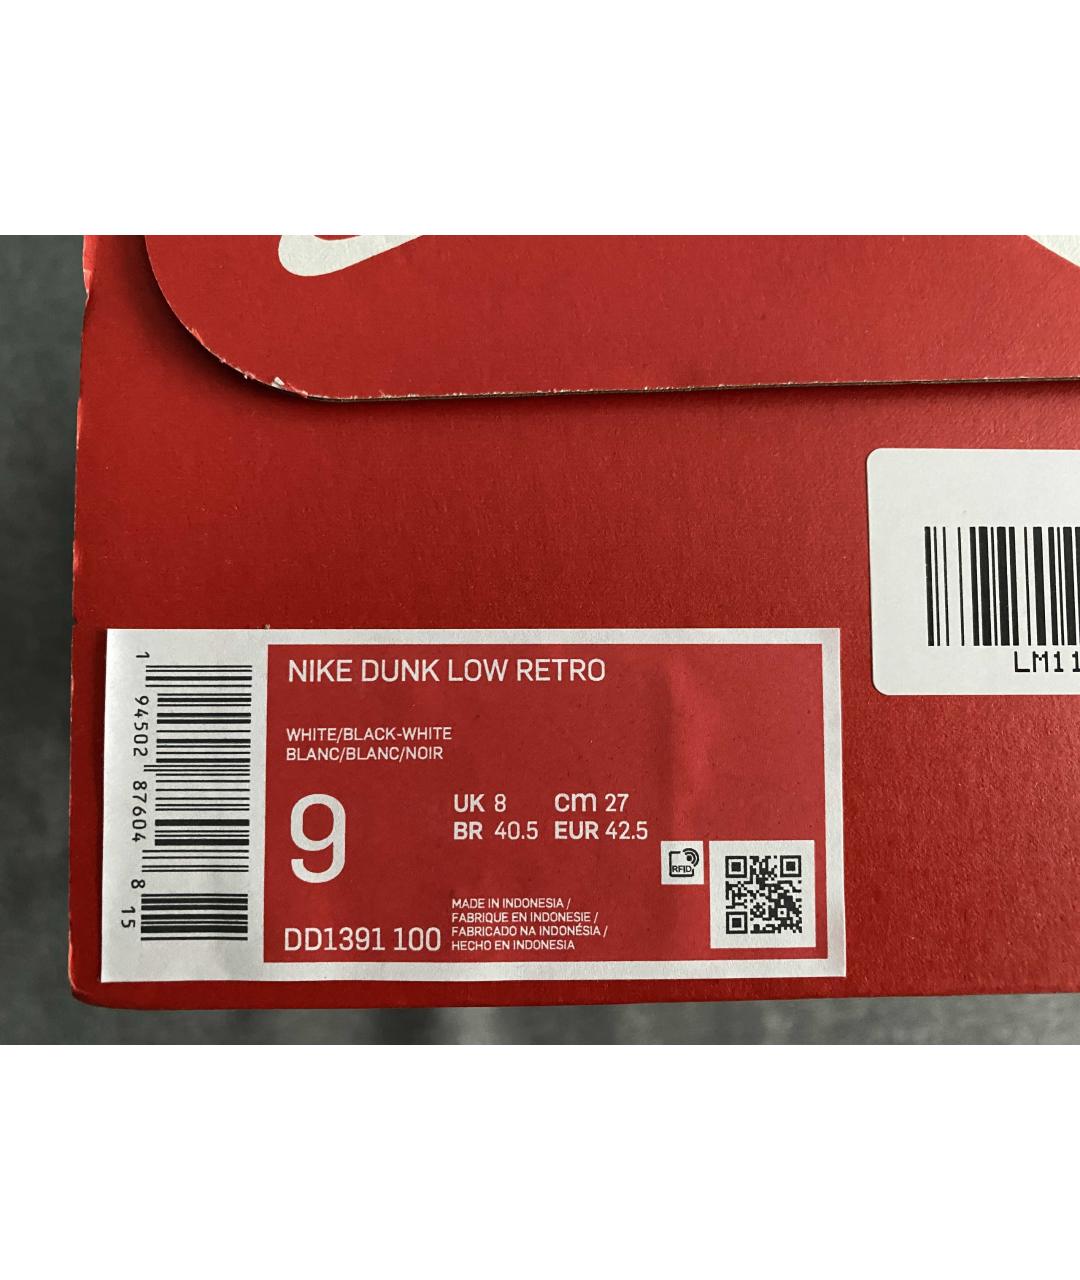 LM11
NIKE DUNK LOW RETRO
WHITE/BLACK-WHITE
BLANC/BLANC/NOIR
9
UK 8 cm 27
BR 40.5 EUR 42.5
RFID
DD1391 100
MADE IN INDONESIA /
FABRIQUE EN INDONESIE /
FABRICADO NA INDONÉSIA /
HECHO EN INDONESIA
1 94502 87604 8 15